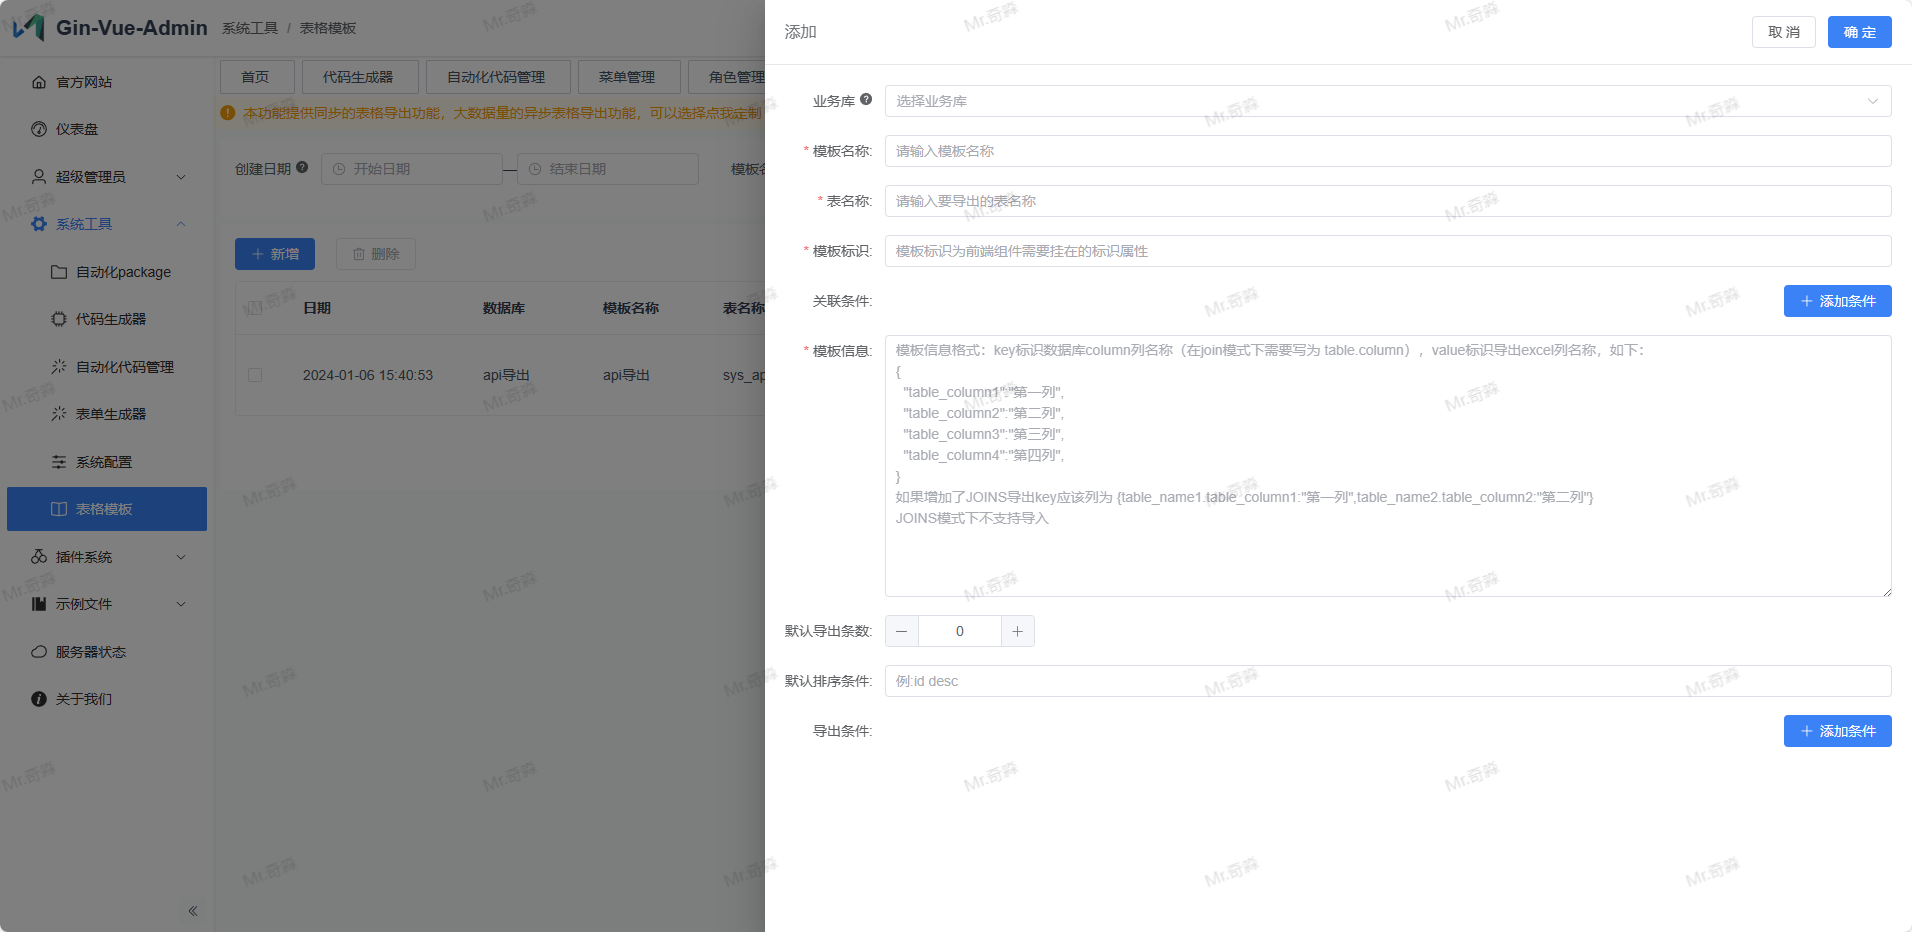 Gin-Vue-Admin
系统工具 / 表格模板
官方网站
仪表盘
超级管理员
系统工具
自动化package
代码生成器
自动化代码管理
表单生成器
系统配置
表格模板
插件系统
示例文件
服务器状态
关于我们
首页
代码生成器
自动化代码管理
菜单管理
角色管理
本功能提供同步的表格导出功能，大数据量的异步表格导出功能，可以选择点我定制
创建日期
开始日期
—
结束日期
模板名
新增
删除
日期
数据库
模板名称
表名称
2024-01-06 15:40:53
api导出
api导出
sys_ap
添加
取 消
确 定
业务库
选择业务库
* 模板名称:
请输入模板名称
* 表名称:
请输入要导出的表名称
* 模板标识:
模板标识为前端组件需要挂在的标识属性
关联条件:
添加条件
* 模板信息:
模板信息格式：key标识数据库column列名称（在join模式下需要写为 table.column），value标识导出excel列名称，如下：
{
"table_column1":"第一列",
"table_column2":"第二列",
"table_column3":"第三列",
"table_column4":"第四列",
}
如果增加了JOINS导出key应该列为 {table_name1.table_column1:"第一列",table_name2.table_column2:"第二列"}
JOINS模式下不支持导入
默认导出条数:
0
默认排序条件:
例:id desc
导出条件:
添加条件
Mr.奇淼